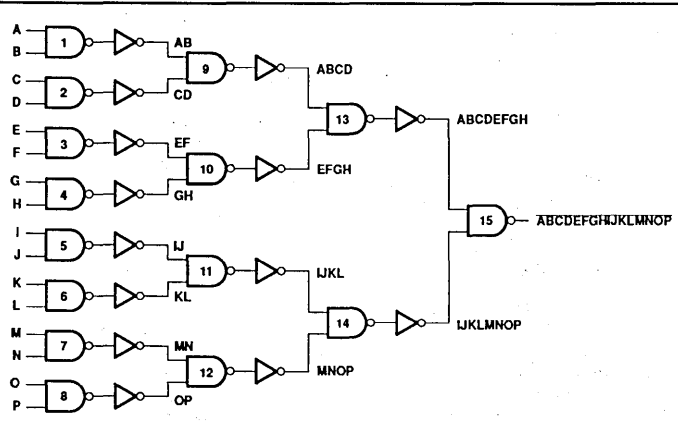 A
B
1
AB
9
ABCD
C
D
2
CD
13
ABCDEFGH
E
F
3
EF
10
EFGH
G
H
4
GH
15
ABCDEFGHIJKLMNOP
I
J
5
IJ
11
IJKL
K
L
6
KL
14
IJKLMNOP
M
N
7
MN
12
MNOP
O
P
8
OP